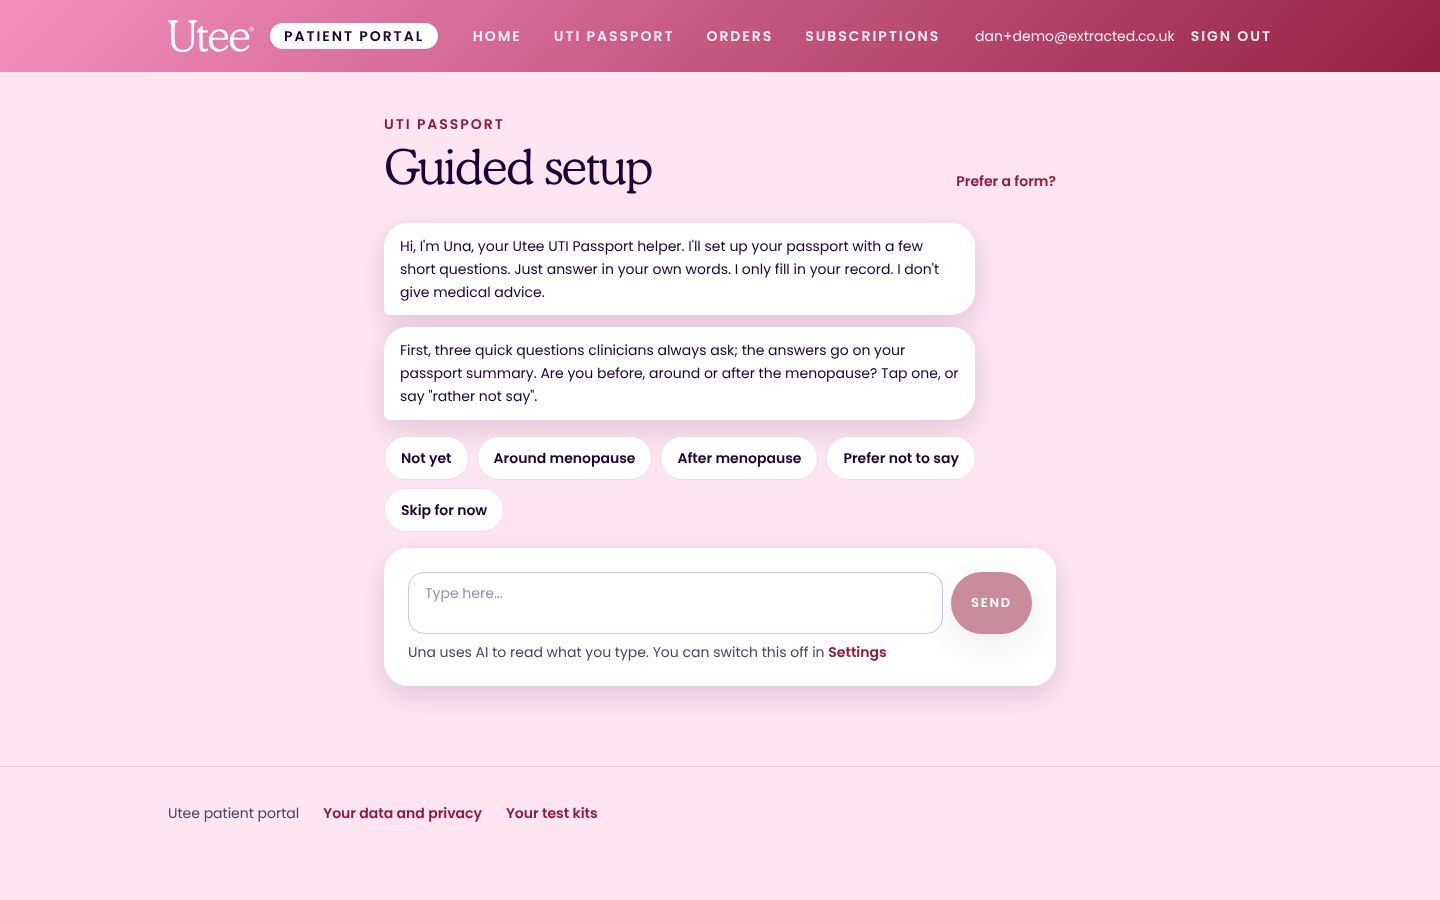 Utee®
PATIENT PORTAL
HOME
UTI PASSPORT
ORDERS
SUBSCRIPTIONS
dan+demo@extracted.co.uk
SIGN OUT
UTI PASSPORT
Guided setup
Prefer a form?
Hi, I'm Una, your Utee UTI Passport helper. I'll set up your passport with a few
short questions. Just answer in your own words. I only fill in your record. I don't
give medical advice.
First, three quick questions clinicians always ask; the answers go on your
passport summary. Are you before, around or after the menopause? Tap one, or
say "rather not say".
Not yet
Around menopause
After menopause
Prefer not to say
Skip for now
Type here...
SEND
Una uses AI to read what you type. You can switch this off in Settings
Utee patient portal
Your data and privacy
Your test kits